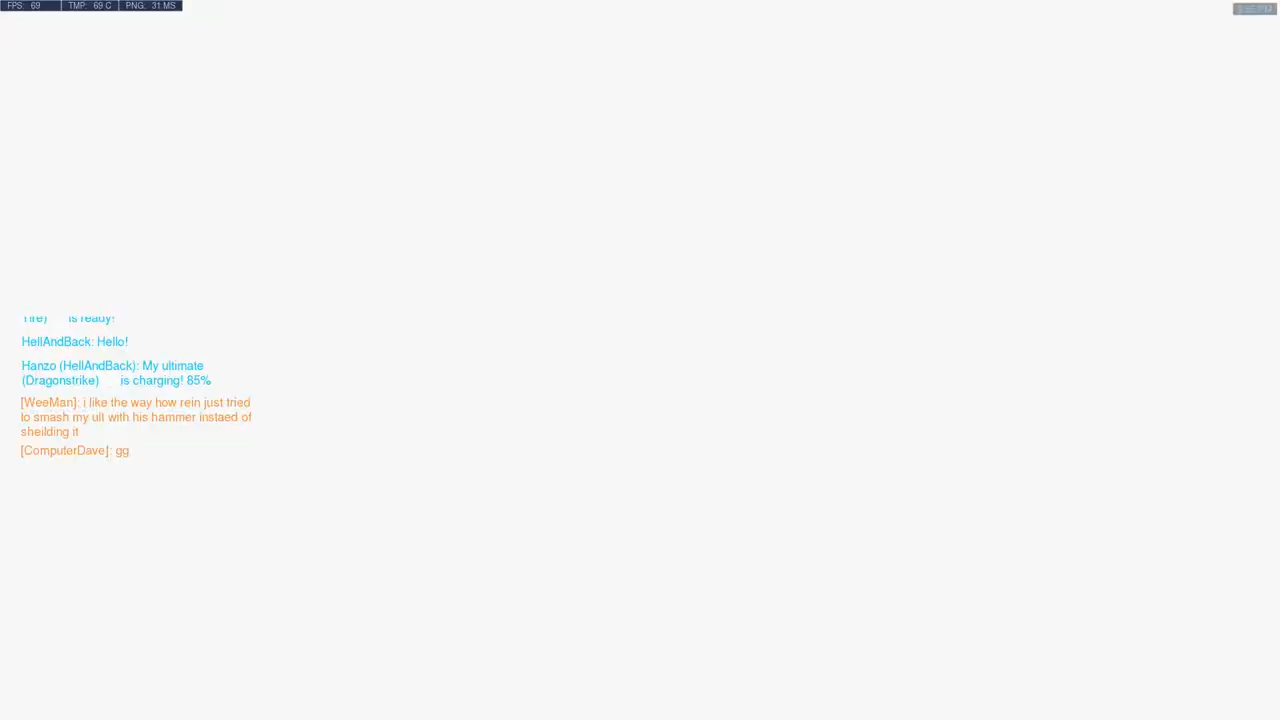 FPS: 69 TMP: 69 C PNG: 31 MS
Tire) is ready!
HellAndBack: Hello!
Hanzo (HellAndBack): My ultimate
(Dragonstrike) is charging! 85%
[WeeMan]: i like the way how rein just tried
to smash my ult with his hammer instaed of
sheilding it
[ComputerDave]: gg